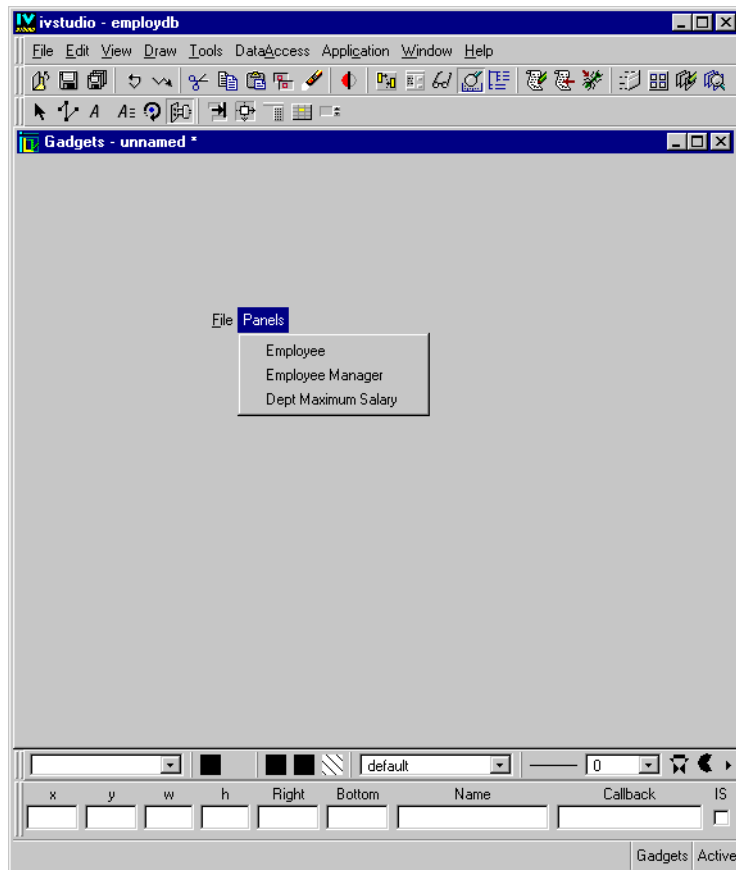 ivstudio - employdb
File Edit View Draw Tools DataAccess Application Window Help
A A
Gadgets - unnamed *
File Panels
Employee
Employee Manager
Dept Maximum Salary
default 0
x y w h Right Bottom Name Callback IS
Gadgets Active